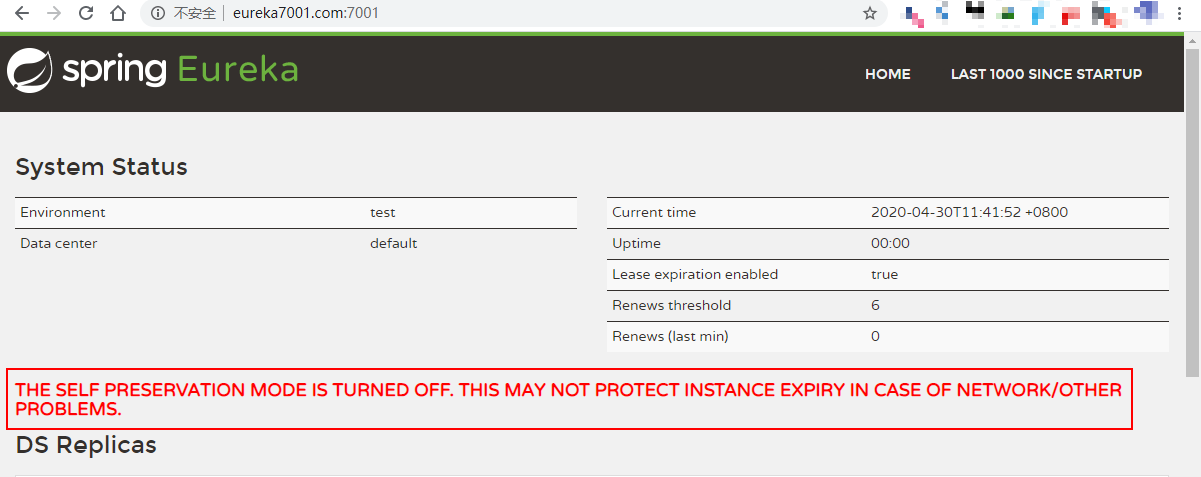 不安全 eureka7001.com:7001
spring Eureka HOME LAST 1000 SINCE STARTUP
System Status
Environment test
Data center default
Current time 2020-04-30T11:41:52 +0800
Uptime 00:00
Lease expiration enabled true
Renews threshold 6
Renews (last min) 0
THE SELF PRESERVATION MODE IS TURNED OFF. THIS MAY NOT PROTECT INSTANCE EXPIRY IN CASE OF NETWORK/OTHER
PROBLEMS.
DS Replicas